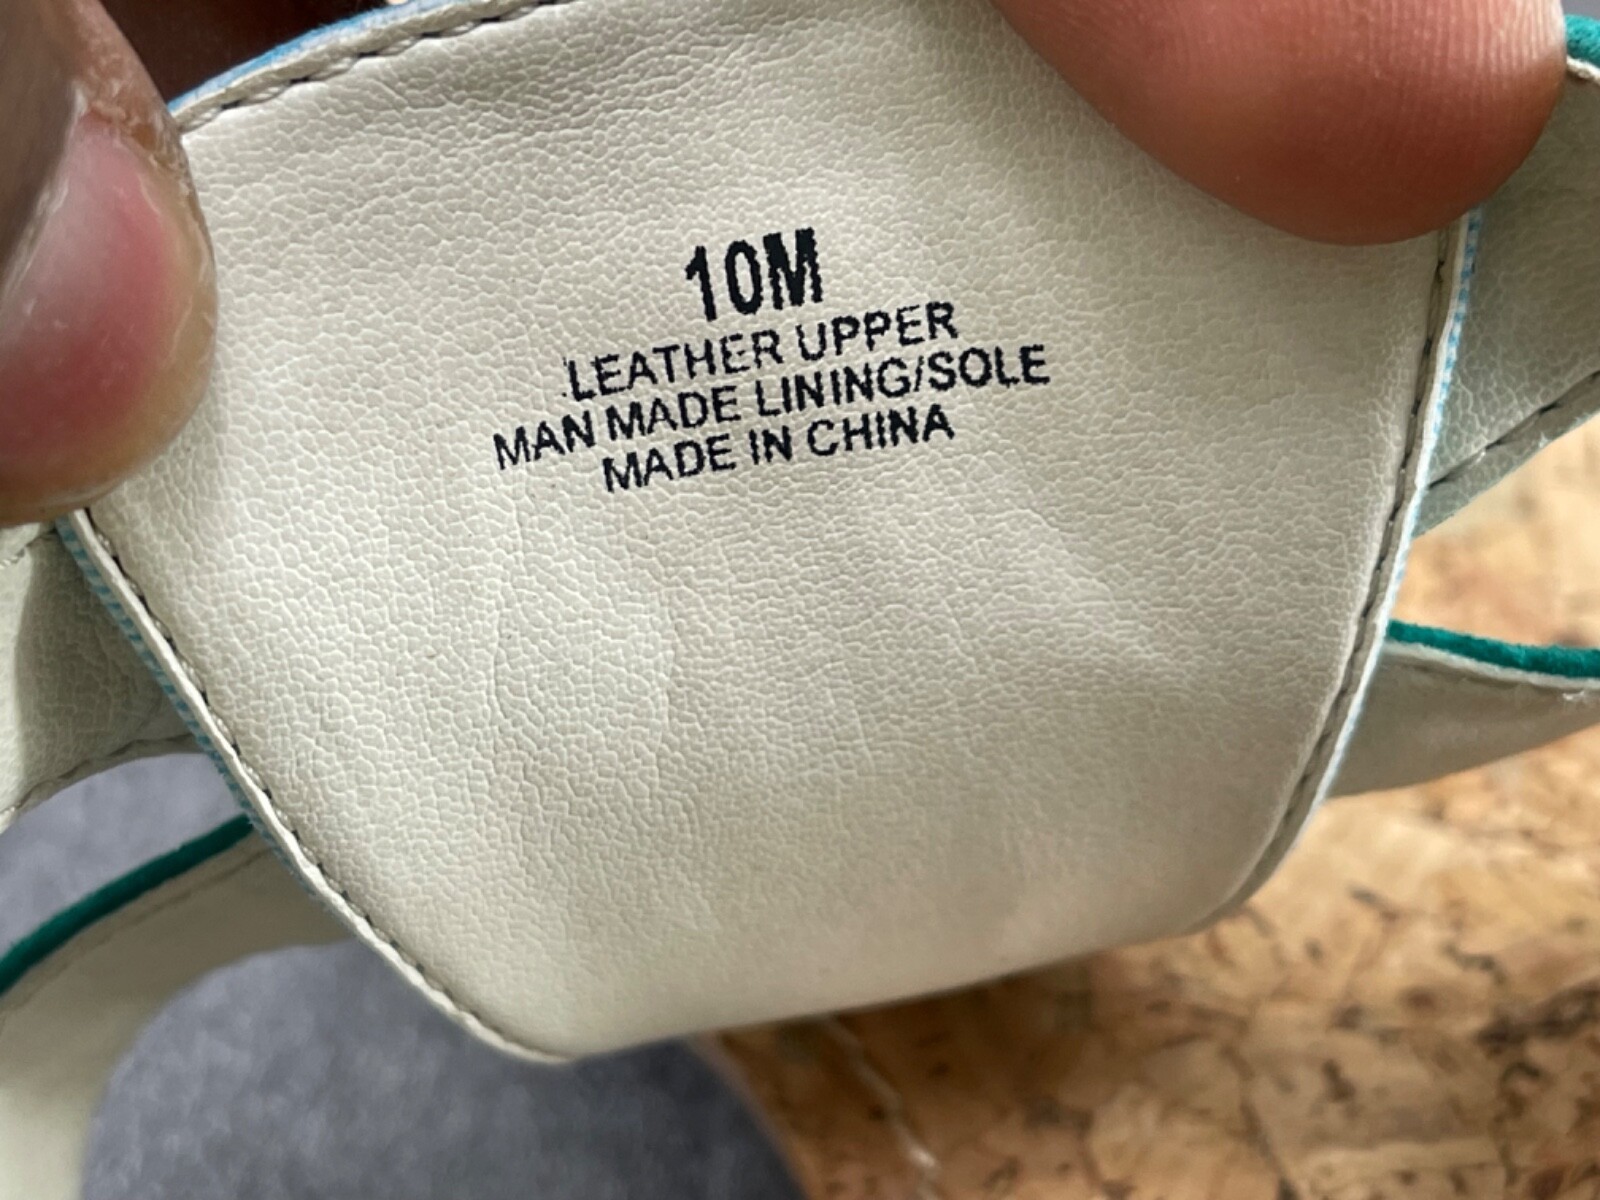 10M
LEATHER UPPER
MAN MADE LINING/SOLE
MADE IN CHINA